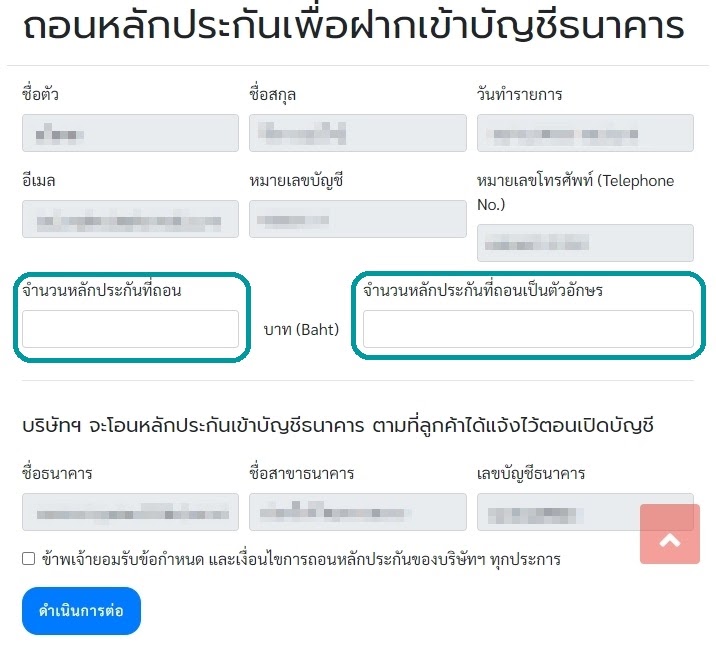 ถอนหลักประกันเพื่อฝากเข้าบัญชีธนาคาร
ชื่อตัว ชื่อสกุล วันทำรายการ
อีเมล หมายเลขบัญชี หมายเลขโทรศัพท์ (Telephone
No.)
จำนวนหลักประกันที่ถอน จำนวนหลักประกันที่ถอนเป็นตัวอักษร
บาท (Baht)
บริษัทฯ จะโอนหลักประกันเข้าบัญชีธนาคาร ตามที่ลูกค้าได้แจ้งไว้ตอนเปิดบัญชี
ชื่อธนาคาร ชื่อสาขาธนาคาร เลขบัญชีธนาคาร
ข้าพเจ้ายอมรับข้อกำหนด และเงื่อนไขการถอนหลักประกันของบริษัทฯ ทุกประการ
ดำเนินการต่อ